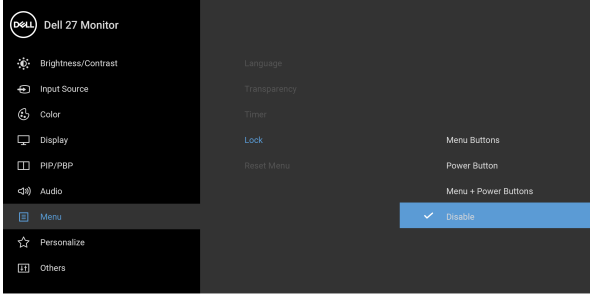 DELL Dell 27 Monitor
Brightness/Contrast
Input Source
Color
Display
PIP/PBP
Audio
Menu
Personalize
Others
Language
Transparency
Timer
Lock
Reset Menu
Menu Buttons
Power Button
Menu + Power Buttons
Disable